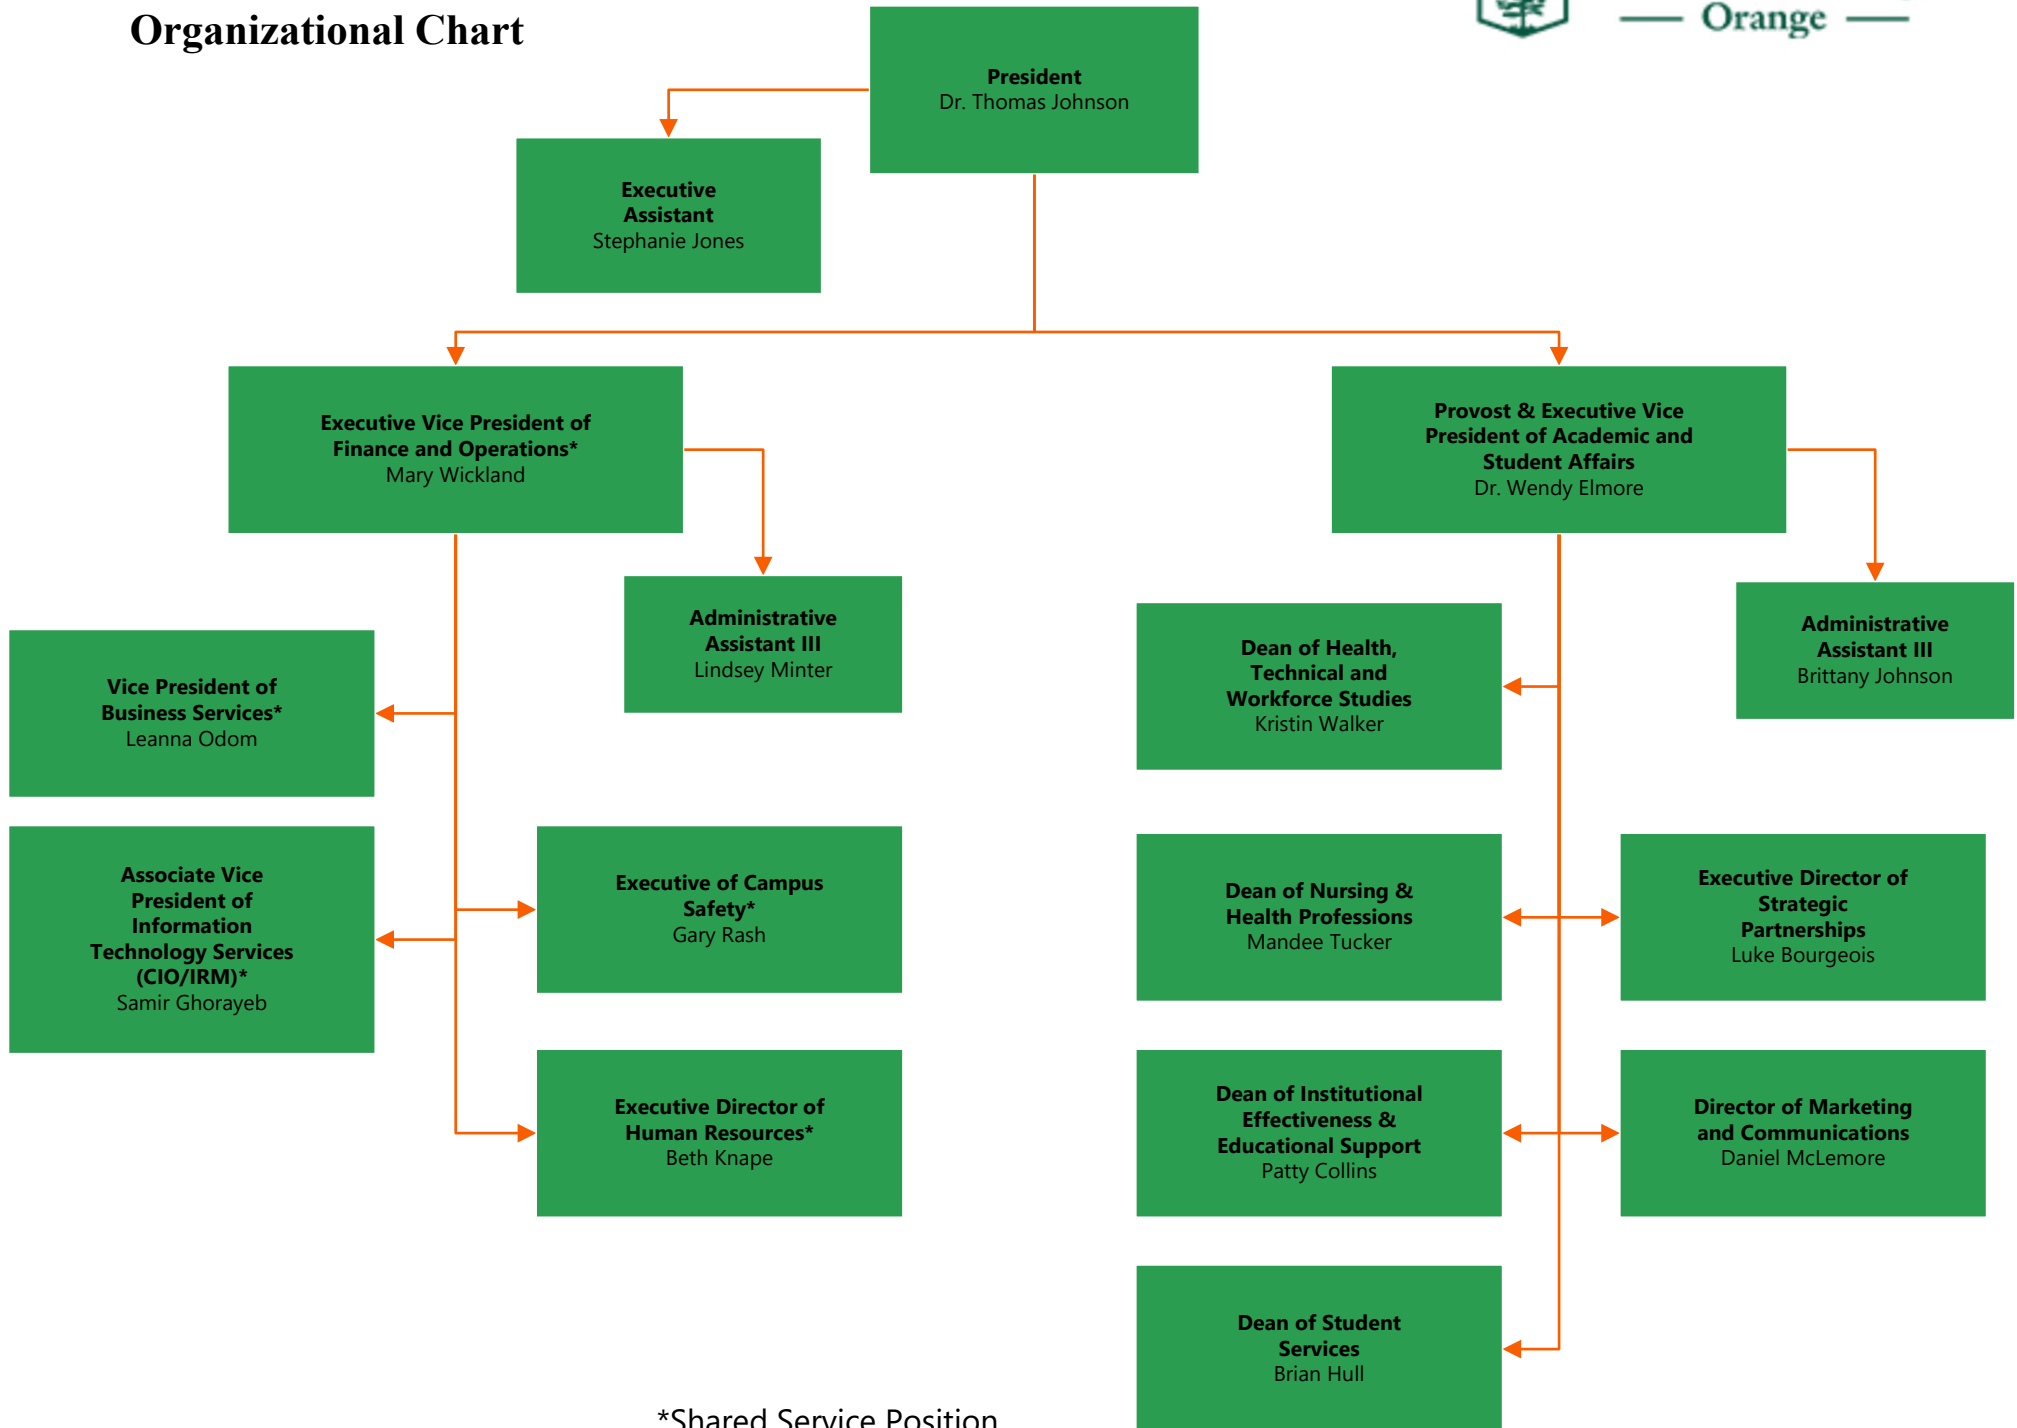 Organizational Chart
Orange
President
Dr. Thomas Johnson
Executive
Assistant
Stephanie Jones
Executive Vice President of
Finance and Operations*
Mary Wickland
Provost & Executive Vice
President of Academic and
Student Affairs
Dr. Wendy Elmore
Administrative
Assistant III
Lindsey Minter
Administrative
Assistant III
Brittany Johnson
Vice President of
Business Services*
Leanna Odom
Dean of Health,
Technical and
Workforce Studies
Kristin Walker
Associate Vice
President of
Information
Technology Services
(CIO/IRM)*
Samir Ghorayeb
Executive of Campus
Safety*
Gary Rash
Dean of Nursing &
Health Professions
Mandee Tucker
Executive Director of
Strategic
Partnerships
Luke Bourgeois
Executive Director of
Human Resources*
Beth Knape
Dean of Institutional
Effectiveness &
Educational Support
Patty Collins
Director of Marketing
and Communications
Daniel McLemore
Dean of Student
Services
Brian Hull
*Shared Service Position